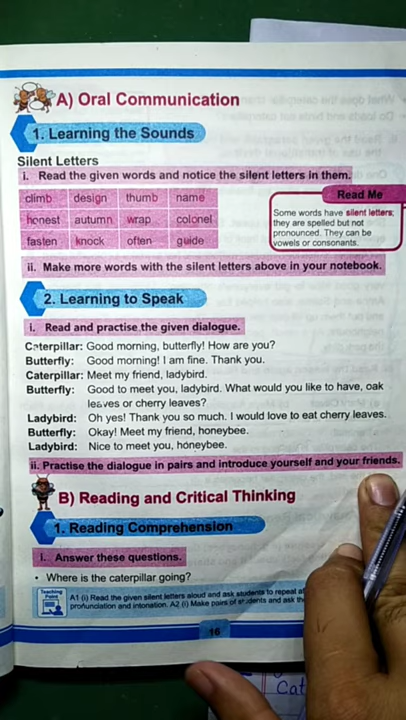 A) Oral Communication
1. Learning the Sounds
Silent Letters
i. Read the given words and notice the silent letters in them.
climb design thumb name
honest autumn wrap colonel
fasten knock often guide
Read Me
Some words have silent letters;
they are spelled but not
pronounced. They can be
vowels or consonants.
ii. Make more words with the silent letters above in your notebook.
2. Learning to Speak
i. Read and practise the given dialogue.
Caterpillar: Good morning, butterfly! How are you?
Butterfly: Good morning! I am fine. Thank you.
Caterpillar: Meet my friend, ladybird.
Butterfly: Good to meet you, ladybird. What would you like to have, oak
leaves or cherry leaves?
Ladybird: Oh yes! Thank you so much. I would love to eat cherry leaves.
Butterfly: Okay! Meet my friend, honeybee.
Ladybird: Nice to meet you, honeybee.
ii. Practise the dialogue in pairs and introduce yourself and your friends.
B) Reading and Critical Thinking
1. Reading Comprehension
i. Answer these questions.
• Where is the caterpillar going?
Teaching
Point
A1 (i) Read the given silent letters aloud and ask students to repeat
pronunciation and intonation. A2 (i) Make pairs of students and ask
16
Cat